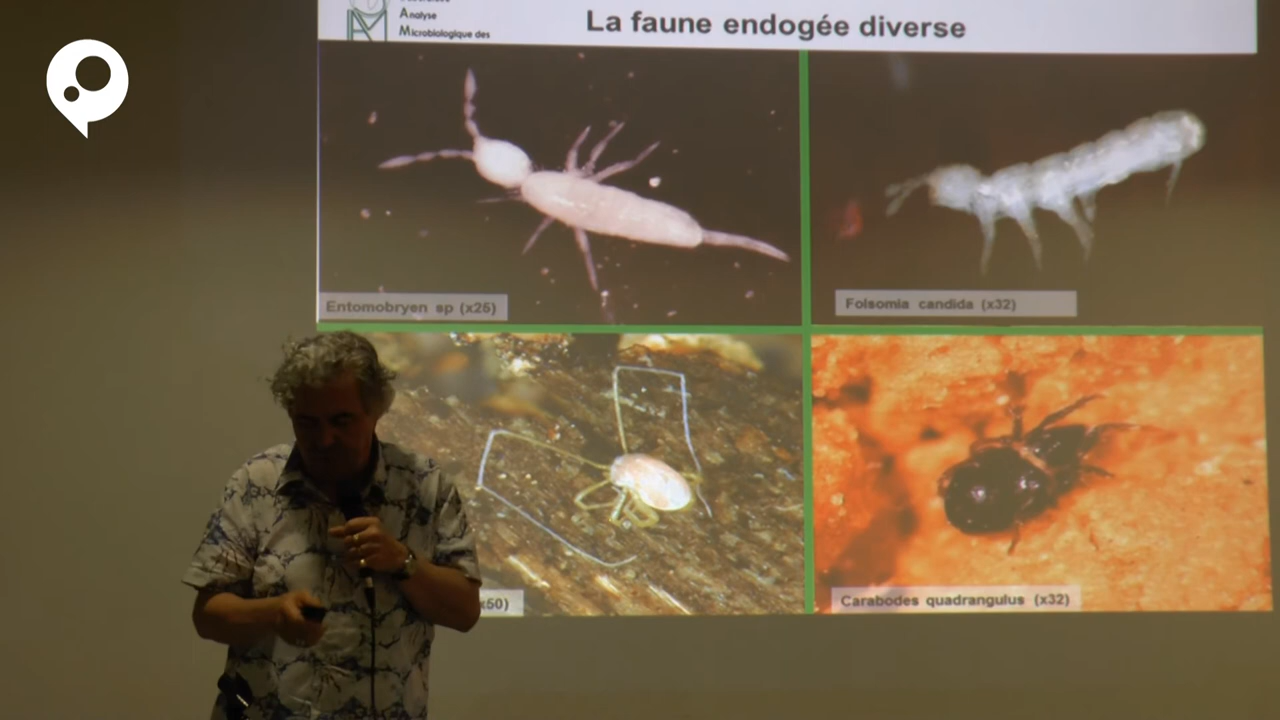 Analyse
Microbiologique des
La faune endogée diverse
Entomobryen sp (x25)
Folsomia candida (x32)
x50)
Carabodes quadrangulus (x32)